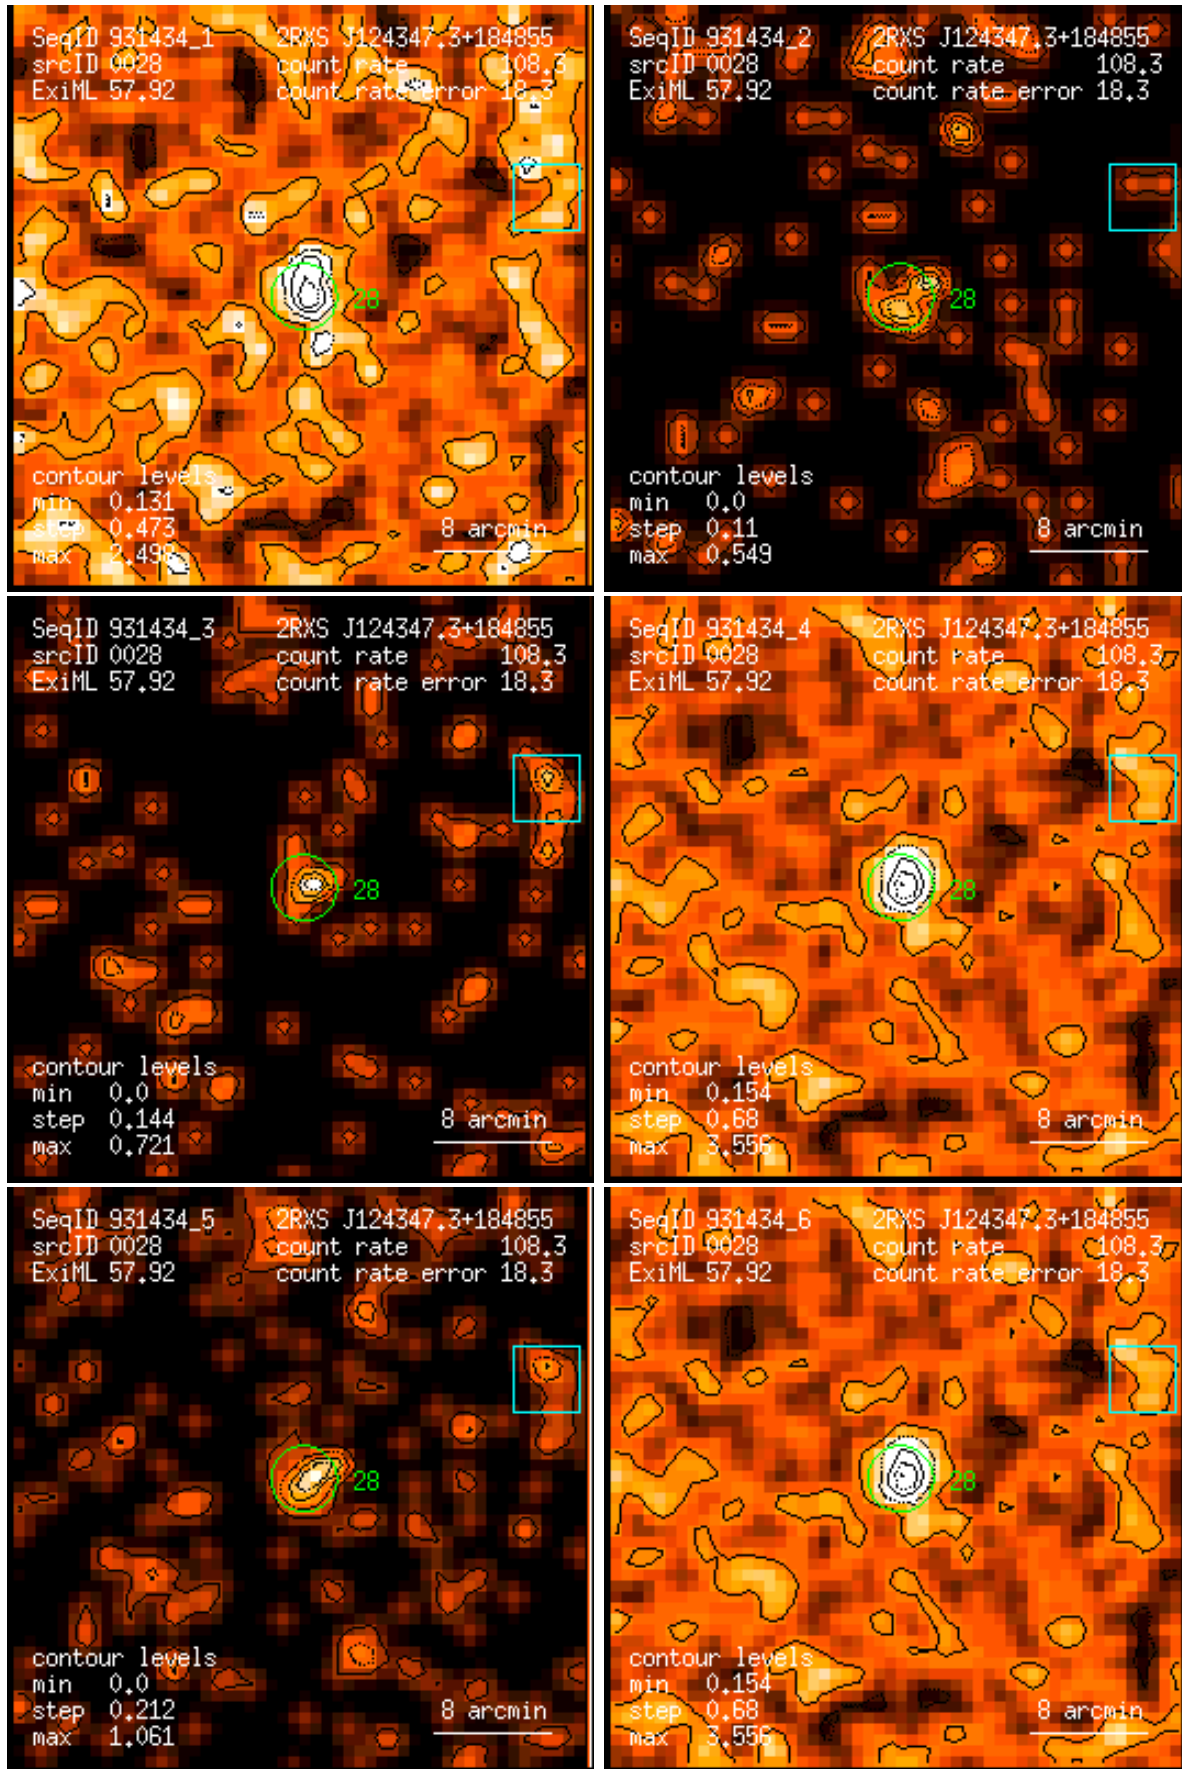 SeqID 931434_1 2RXS J124347.3+184855
srcID 0028 count rate 108.3
ExiML 57.92 count rate error 18.3
28
contour levels
min 0.131
step 0.473 8 arcmin
max 2.498
SeqID 931434_2 2RXS J124347.3+184855
srcID 0028 count rate 108.3
ExiML 57.92 count rate error 18.3
28
contour levels
min 0.0
step 0.11 8 arcmin
max 0.549
SeqID 931434_3 2RXS J124347.3+184855
srcID 0028 count rate 108.3
ExiML 57.92 count rate error 18.3
28
contour levels
min 0.0
step 0.144 8 arcmin
max 0.721
SeqID 931434_4 2RXS J124347.3+184855
srcID 0028 count rate 108.3
ExiML 57.92 count rate error 18.3
28
contour levels
min 0.154
step 0.68 8 arcmin
max 3.556
SeqID 931434_5 2RXS J124347.3+184855
srcID 0028 count rate 108.3
ExiML 57.92 count rate error 18.3
28
contour levels
min 0.0
step 0.212 8 arcmin
max 1.061
SeqID 931434_6 2RXS J124347.3+184855
srcID 0028 count rate 108.3
ExiML 57.92 count rate error 18.3
28
contour levels
min 0.154
step 0.68 8 arcmin
max 3.556